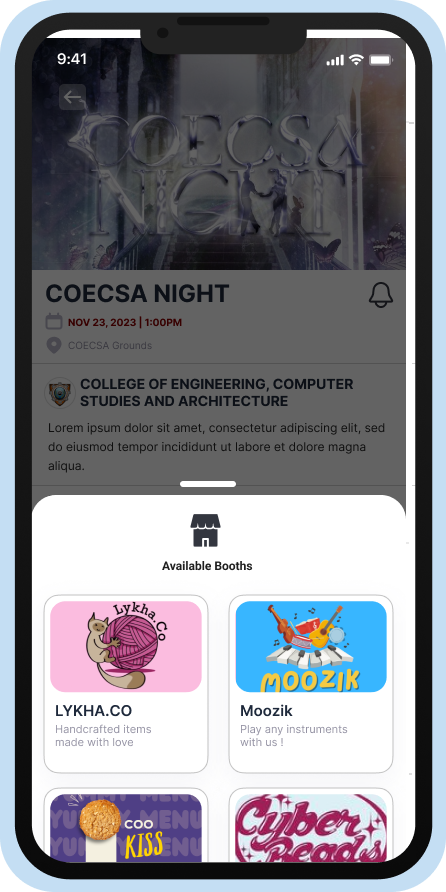 9:41
COECSA
NIGHT
COECSA NIGHT
NOV 23, 2023 | 1:00PM
COECSA Grounds
COLLEGE OF ENGINEERING, COMPUTER
STUDIES AND ARCHITECTURE
Lorem ipsum dolor sit amet, consectetur adipiscing elit, sed
do eiusmod tempor incididunt ut labore et dolore magna
aliqua.
Available Booths
Lykha.Co
MOOZIK
LYKHA.CO
Moozik
Handcrafted items
made with love
Play any instruments
with us !
YUMMY MENU
COO
KISS
Cyber
Beads